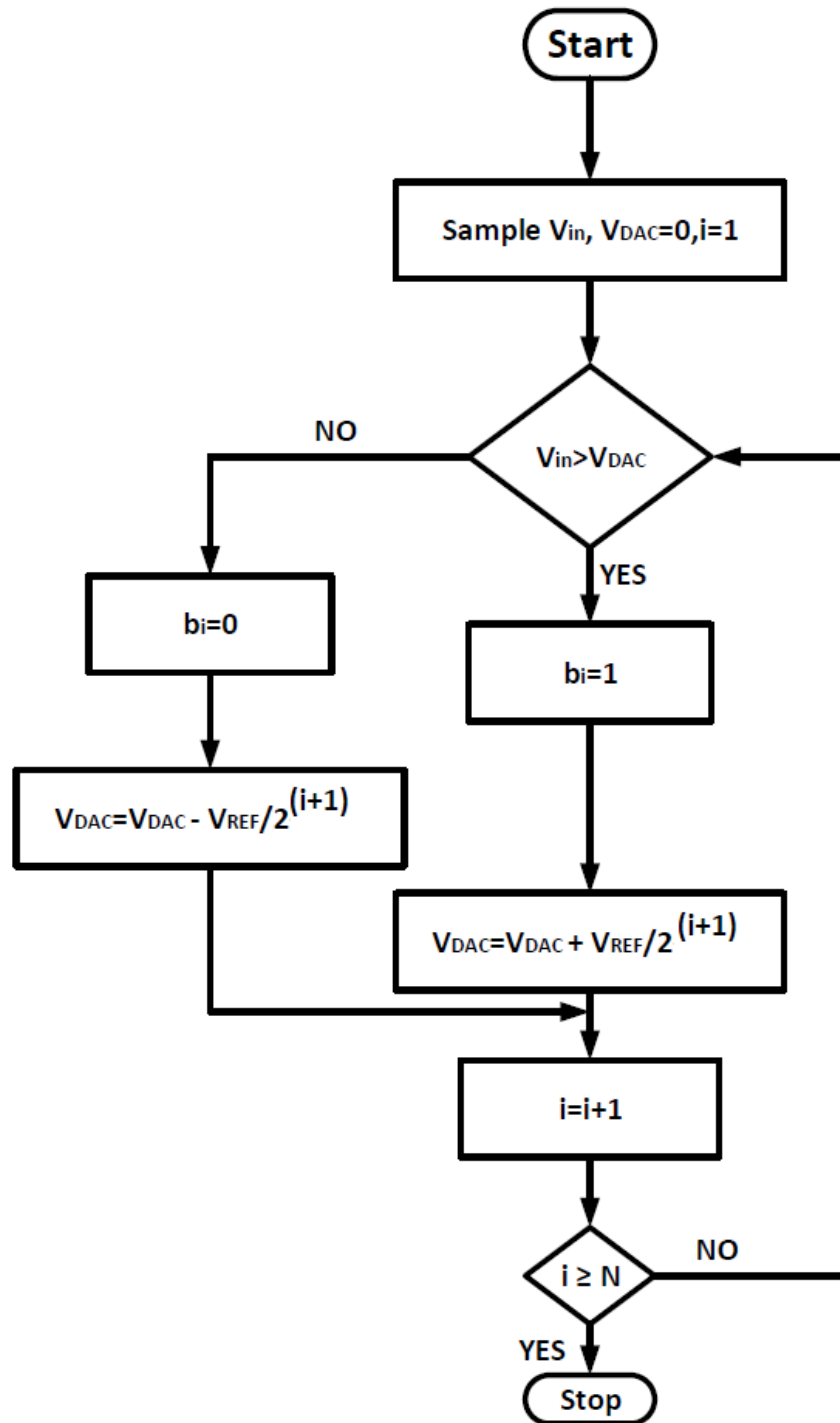 Start
Sample Vin, VDAC=0,i=1
Vin>VDAC
NO
YES
bi=0
bi=1
VDAC=VDAC - VREF/2^(i+1)
VDAC=VDAC + VREF/2^(i+1)
i=i+1
i ≥ N
NO
YES
Stop